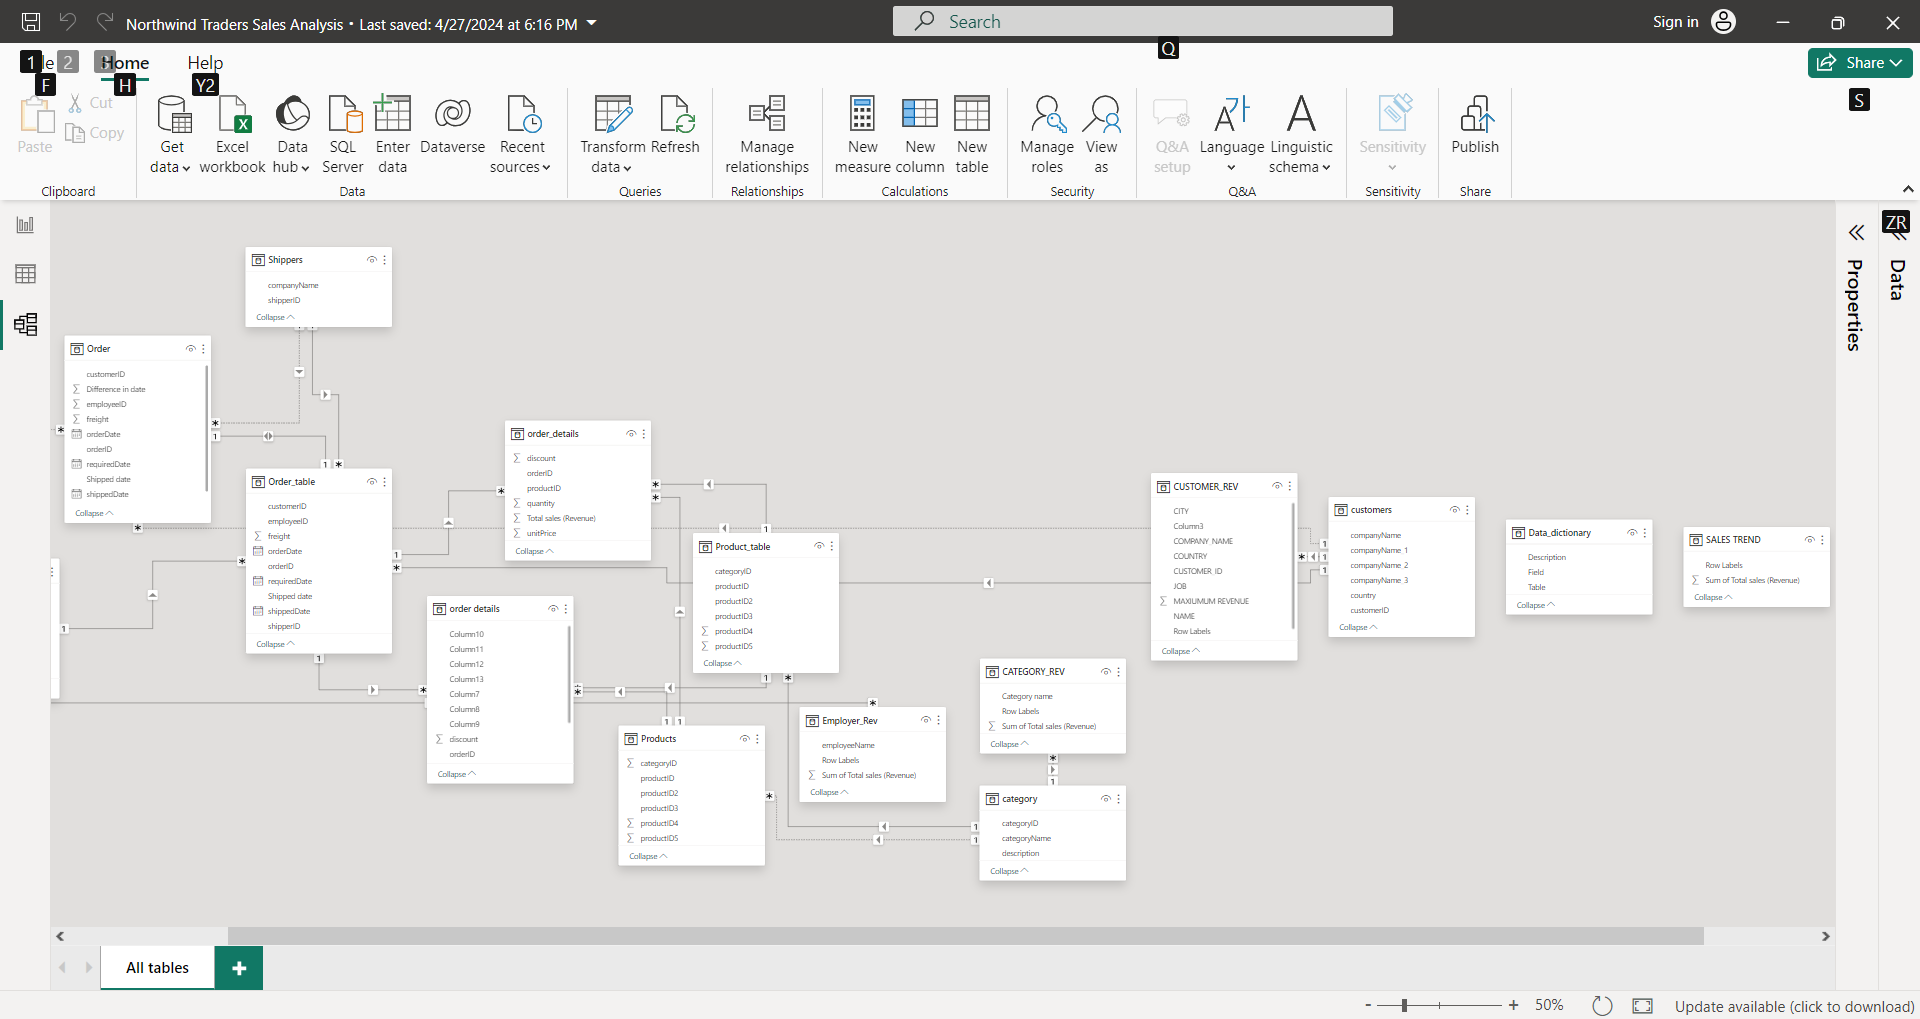 Northwind Traders Sales Analysis • Last saved: 4/27/2024 at 6:16 PM
Search
Sign in
Q
1 le 2 Home Help
F H Y2
Share
S
Paste
Cut
Copy
Clipboard
Get data
Excel workbook
Data hub
SQL Server
Enter data
Dataverse
Recent sources
Data
Transform data
Refresh
Queries
Manage relationships
Relationships
New measure
New column
New table
Calculations
Manage roles
View as
Security
Q&A setup
Language
Linguistic schema
Q&A
Sensitivity
Sensitivity
Publish
Share
ZR
Properties
Data
Shippers
companyName
shipperID
Collapse
Order
customerID
Difference in date
employeeID
freight
orderDate
orderID
requiredDate
Shipped date
shippedDate
Collapse
Order_table
customerID
employeeID
freight
orderDate
orderID
requiredDate
Shipped date
shippedDate
shipperID
Collapse
order_details
discount
orderID
productID
quantity
Total sales (Revenue)
unitPrice
Collapse
order details
Column10
Column11
Column12
Column13
Column7
Column8
Column9
discount
orderID
Collapse
Product_table
categoryID
productID
productID2
productID3
productID4
productID5
Collapse
Products
categoryID
productID
productID2
productID3
productID4
productID5
Collapse
Employer_Rev
employeeName
Row Labels
Sum of Total sales (Revenue)
Collapse
CATEGORY_REV
Category name
Row Labels
Sum of Total sales (Revenue)
Collapse
category
categoryID
categoryName
description
Collapse
CUSTOMER_REV
CITY
Column3
COMPANY NAME
COUNTRY
CUSTOMER ID
JOB
MAXIUMUM REVENUE
NAME
Row Labels
Collapse
customers
companyName
companyName 1
companyName 2
companyName 3
country
customerID
Collapse
Data_dictionary
Description
Field
Table
Collapse
SALES TREND
Row Labels
Sum of Total sales (Revenue)
Collapse
All tables
+
- + 50%
Update available (click to download)